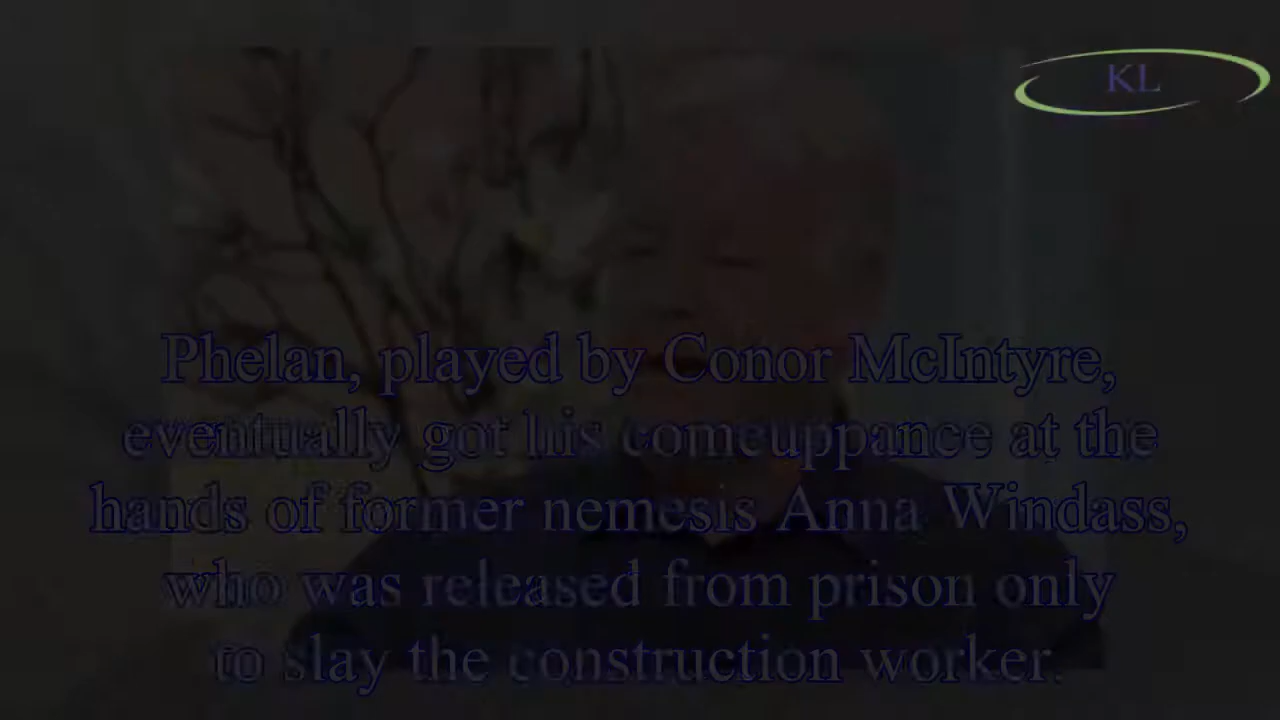 KL
Phelan, played by Conor McIntyre,
eventually got his comeuppance at the
hands of former nemesis Anna Windass,
who was released from prison only
to slay the construction worker.